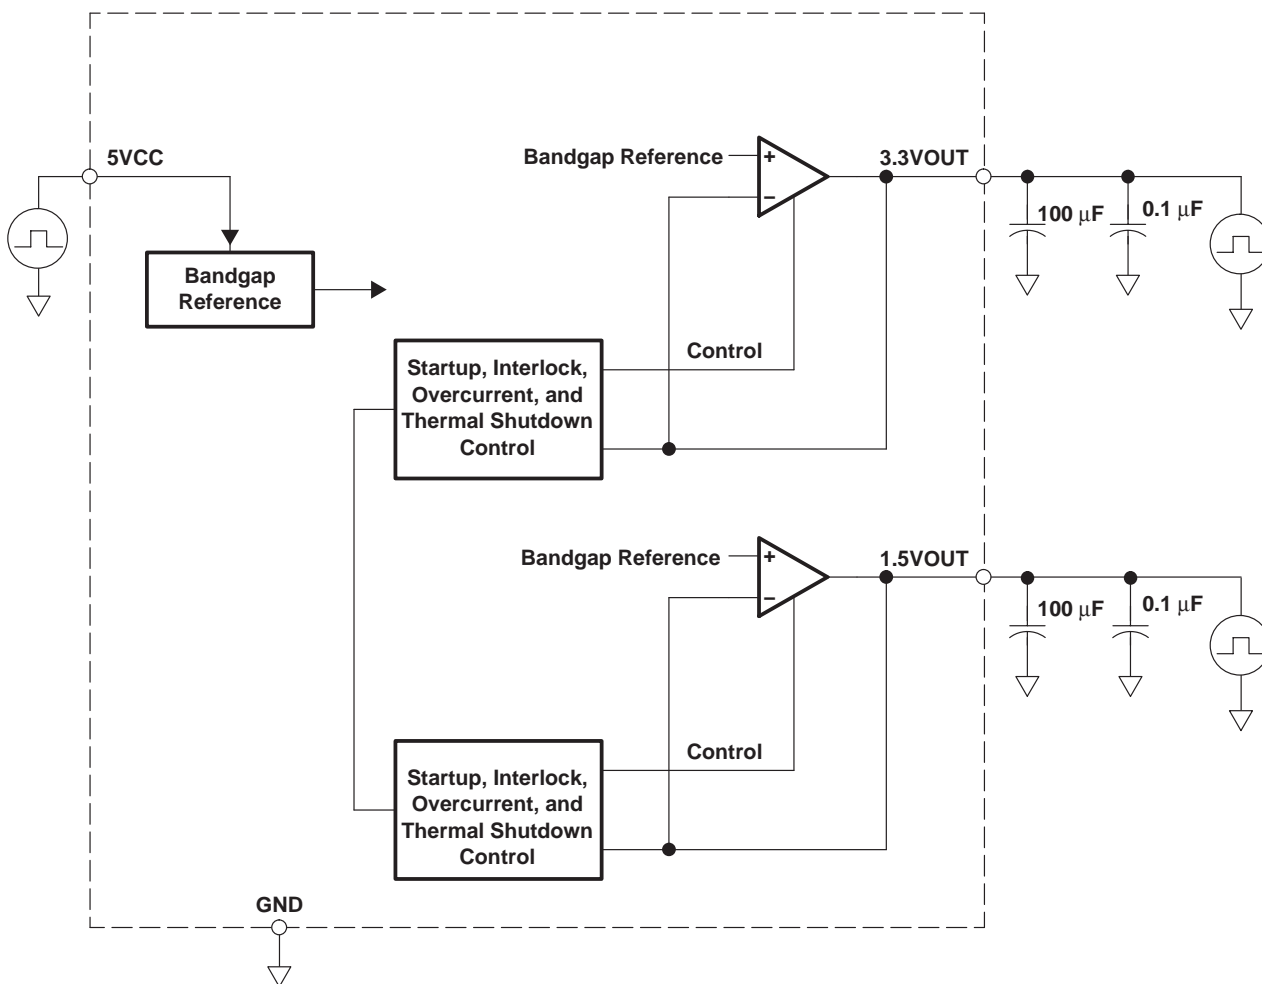 5VCC
Bandgap
Reference
Bandgap Reference
+
−
3.3VOUT
100 μF
0.1 μF
Control
Startup, Interlock,
Overcurrent, and
Thermal Shutdown
Control
Bandgap Reference
+
−
1.5VOUT
100 μF
0.1 μF
Control
Startup, Interlock,
Overcurrent, and
Thermal Shutdown
Control
GND